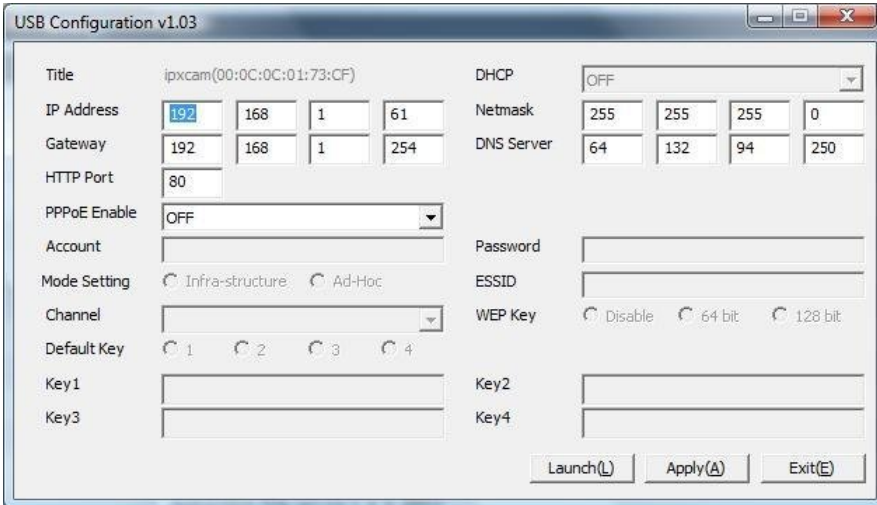 USB Configuration v1.03
Title ipxcam(00:0C:0C:01:73:CF) DHCP OFF
IP Address 192 168 1 61 Netmask 255 255 255 0
Gateway 192 168 1 254 DNS Server 64 132 94 250
HTTP Port 80
PPPoE Enable OFF
Account Password
Mode Setting Infra-structure Ad-Hoc ESSID
Channel WEP Key Disable 64 bit 128 bit
Default Key 1 2 3 4
Key1 Key2
Key3 Key4
Launch(L) Apply(A) Exit(E)